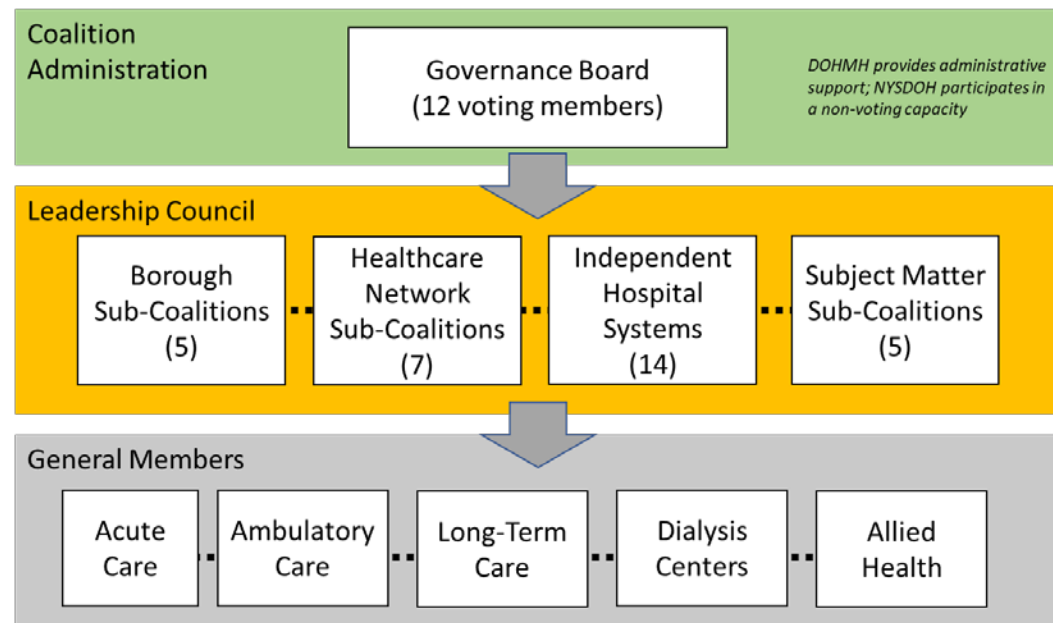 Coalition
Administration
Governance Board
(12 voting members)
DOHMH provides administrative
support; NYSDOH participates in
a non-voting capacity
Leadership Council
Borough
Sub-Coalitions
(5)
Healthcare
Network
Sub-Coalitions
(7)
Independent
Hospital
Systems
(14)
Subject Matter
Sub-Coalitions
(5)
General Members
Acute
Care
Ambulatory
Care
Long-Term
Care
Dialysis
Centers
Allied
Health